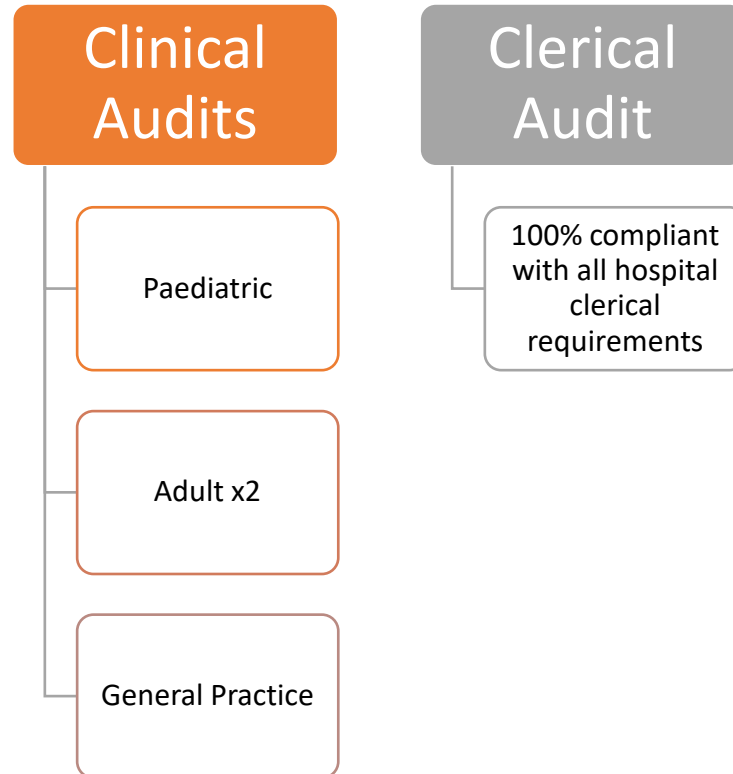 Clinical
Audits
Paediatric
Adult x2
General Practice
Clerical
Audit
100% compliant
with all hospital
clerical
requirements